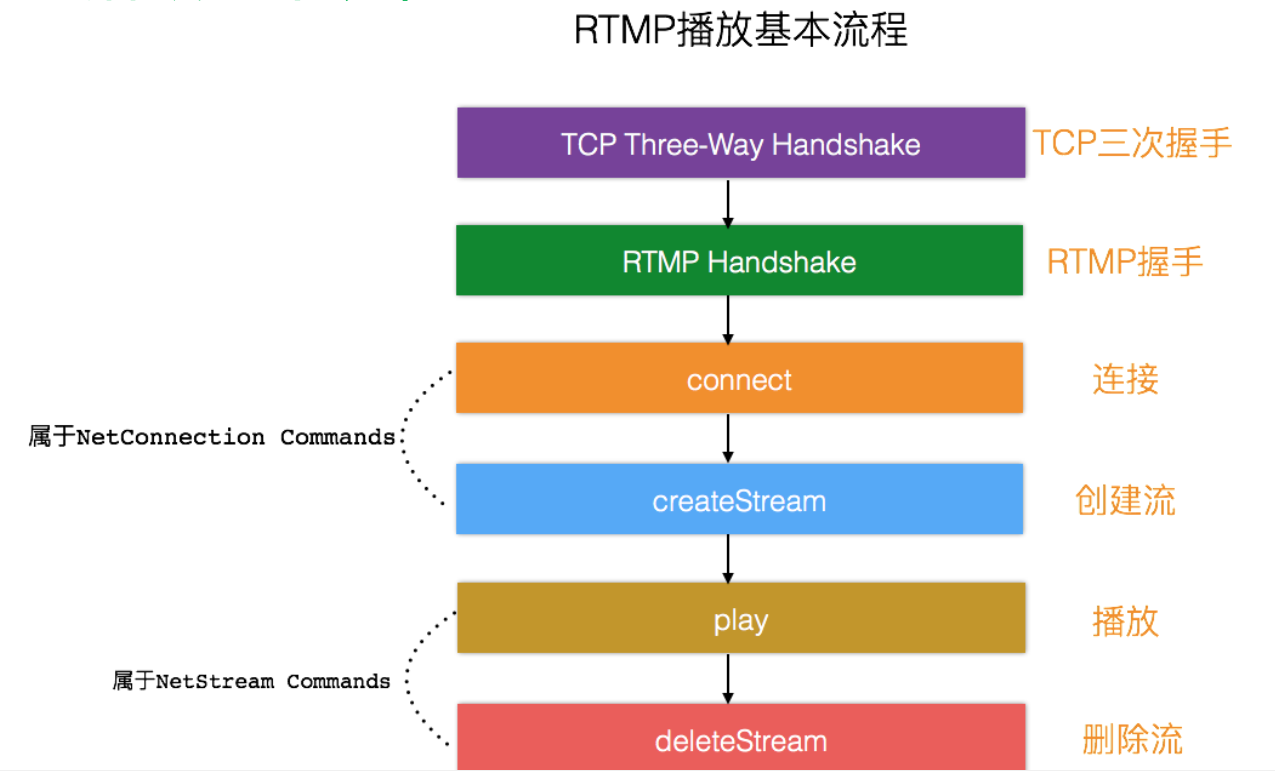 RTMP播放基本流程
TCP Three-Way Handshake
TCP三次握手
RTMP Handshake
RTMP握手
connect
连接
属于NetConnection Commands
createStream
创建流
play
播放
属于NetStream Commands
deleteStream
删除流